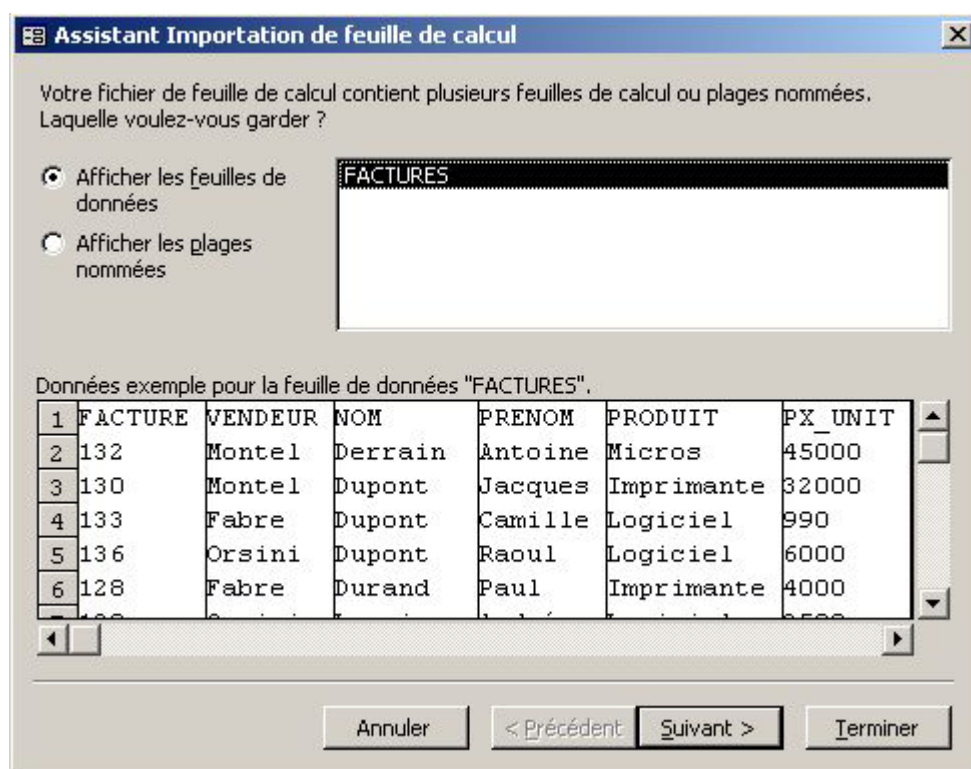 Assistant Importation de feuille de calcul
Votre fichier de feuille de calcul contient plusieurs feuilles de calcul ou plages nommées.
Laquelle voulez-vous garder ?
Afficher les feuilles de
données
Afficher les plages
nommées
FACTURES
Données exemple pour la feuille de données "FACTURES".
1 FACTURE VENDEUR NOM PRENOM PRODUIT PX_UNIT
2 132 Montel Derrain Antoine Micros 45000
3 130 Montel Dupont Jacques Imprimante 32000
4 133 Fabre Dupont Camille Logiciel 990
5 136 Orsini Dupont Raoul Logiciel 6000
6 128 Fabre Durand Paul Imprimante 4000
Annuler < Précédent Suivant > Terminer